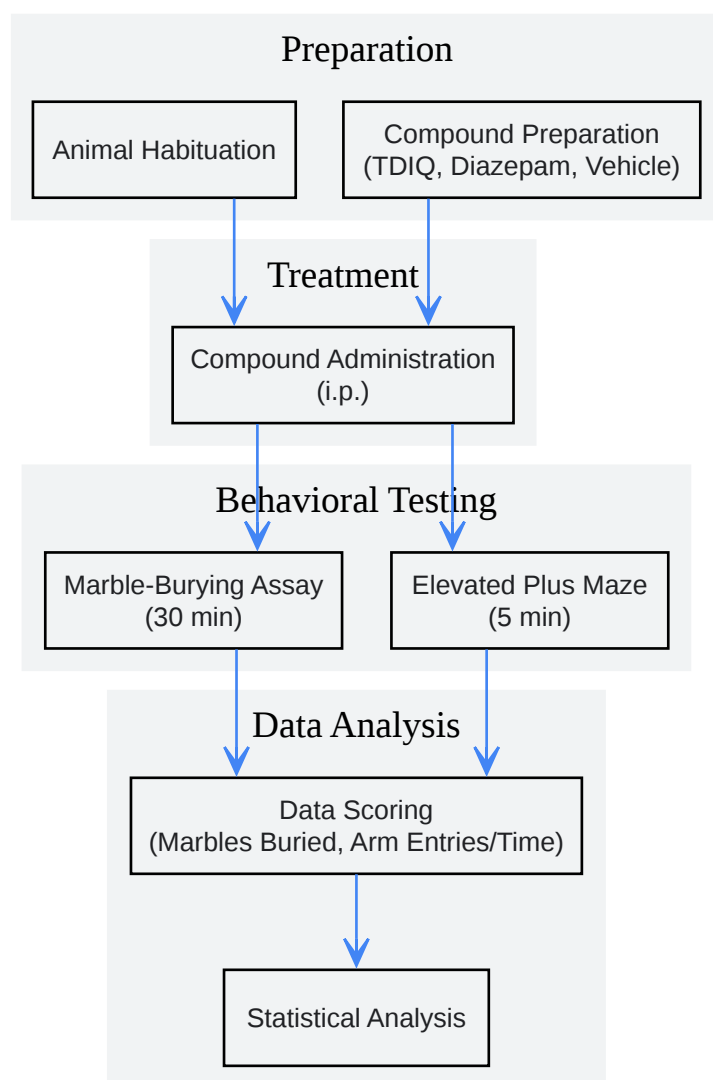 Preparation
Animal Habituation
Compound Preparation
(TDIQ, Diazepam, Vehicle)
Treatment
Compound Administration
(i.p.)
Behavioral Testing
Marble-Burying Assay
(30 min)
Elevated Plus Maze
(5 min)
Data Analysis
Data Scoring
(Marbles Buried, Arm Entries/Time)
Statistical Analysis